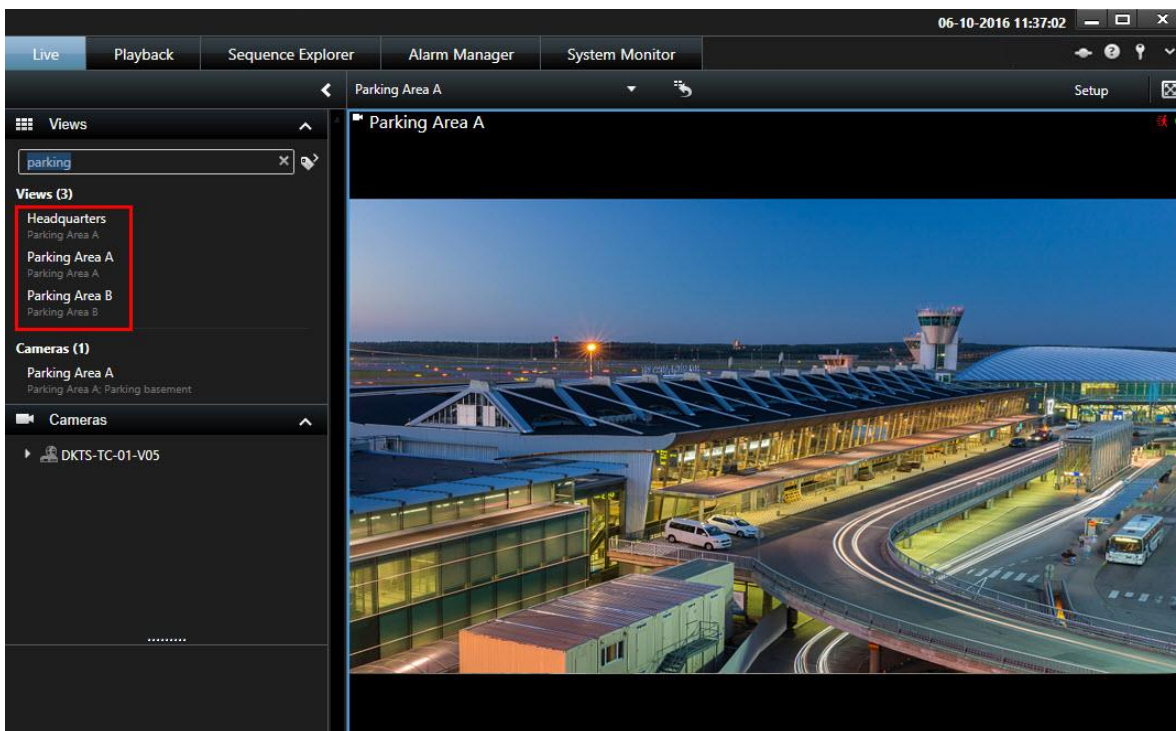 06-10-2016 11:37:02
Live Playback Sequence Explorer Alarm Manager System Monitor
Parking Area A Setup
Views
Parking Area A
parking
Views (3)
Headquarters
Parking Area A
Parking Area A
Parking Area A
Parking Area B
Parking Area B
Cameras (1)
Parking Area A
Parking Area A; Parking basement
Cameras
DKTS-TC-01-V05